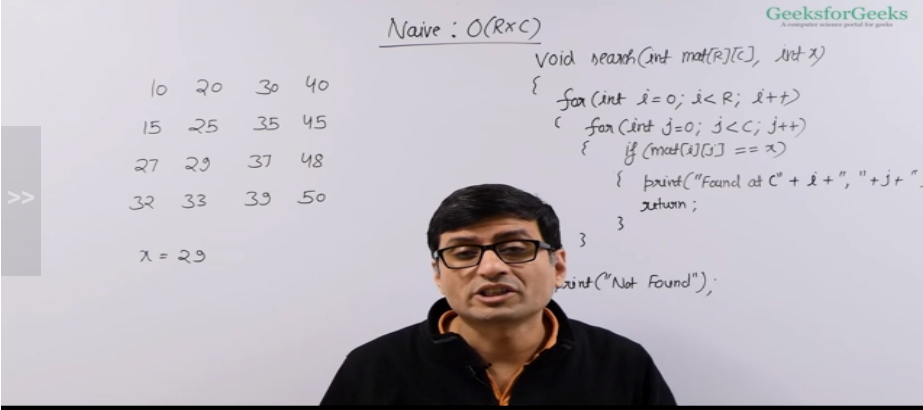 GeeksforGeeks
A computer science portal for geeks
Naive : O(R×C)
10 20 30 40
15 25 35 45
27 29 37 48
32 33 39 50
x = 29
void search(int mat[R][C], int x)
{
for(int i=0; i<R; i++)
{ for(int j=0; j<C; j++)
{ if (mat[i][j] == x)
{ print("Found at (" + i + ", " + j + "
return;
}
}
print("Not Found");
>>